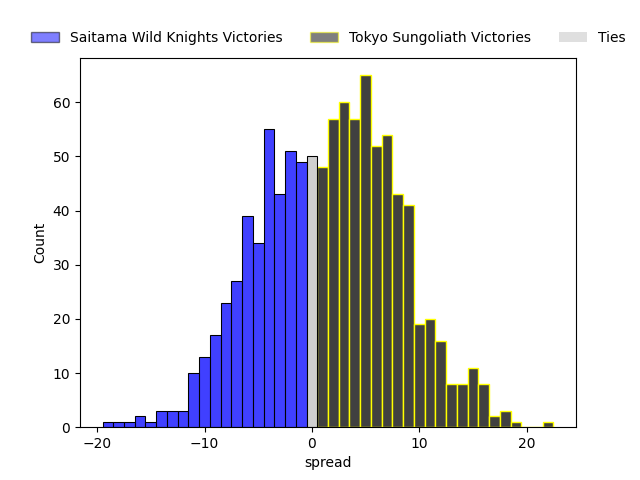 Saitama Wild Knights Victories Tokyo Sungoliath Victories Ties
60
50
40
30
20
10
0
Count
−20 −10 0 10 20
spread